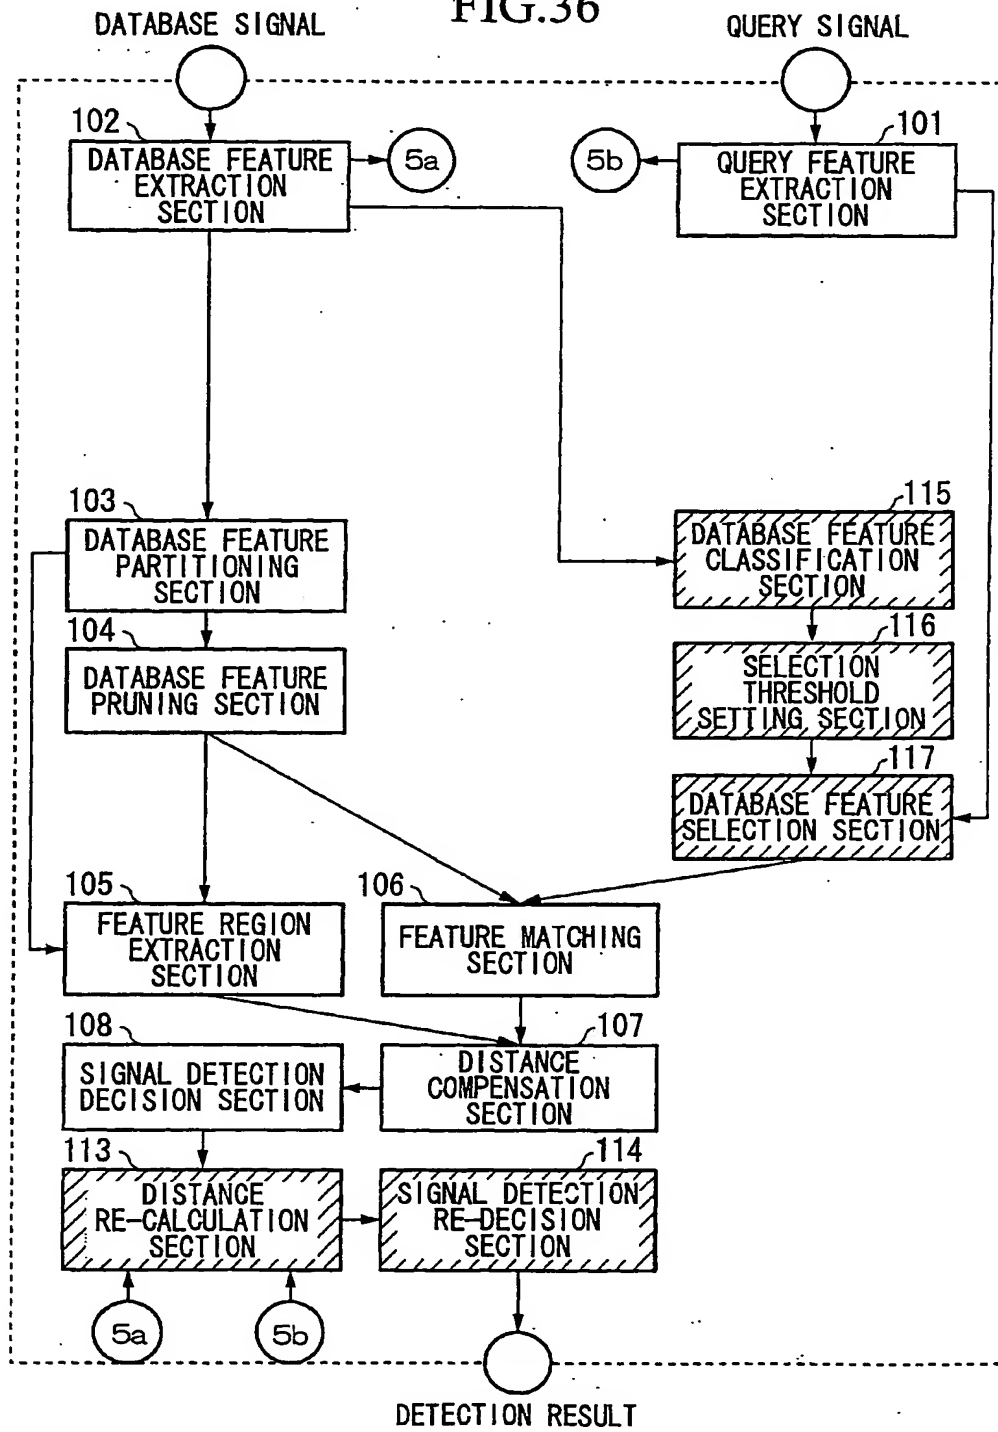 FIG.36
DATABASE SIGNAL
QUERY SIGNAL
102
DATABASE FEATURE
EXTRACTION
SECTION
5a
5b
101
QUERY FEATURE
EXTRACTION
SECTION
103
DATABASE FEATURE
PARTITIONING
SECTION
115
DATABASE FEATURE
CLASSIFICATION
SECTION
104
DATABASE FEATURE
PRUNING SECTION
116
SELECTION
THRESHOLD
SETTING SECTION
117
DATABASE FEATURE
SELECTION SECTION
105
FEATURE REGION
EXTRACTION
SECTION
106
FEATURE MATCHING
SECTION
108
SIGNAL DETECTION
DECISION SECTION
107
DISTANCE
COMPENSATION
SECTION
113
DISTANCE
RE-CALCULATION
SECTION
114
SIGNAL DETECTION
RE-DECISION
SECTION
5a
5b
DETECTION RESULT